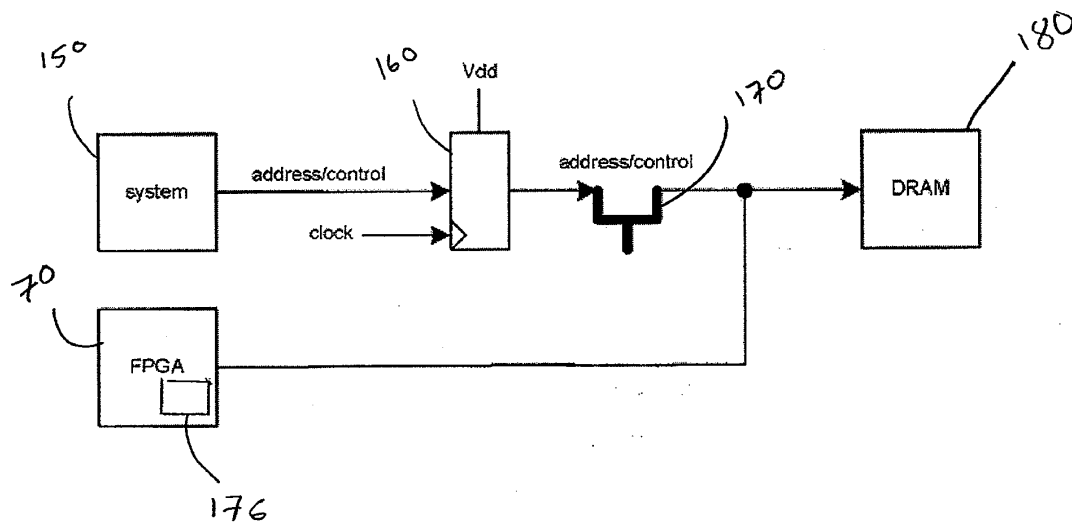 150
160
Vdd
170
180
system
address/control
address/control
DRAM
clock
70
FPGA
176